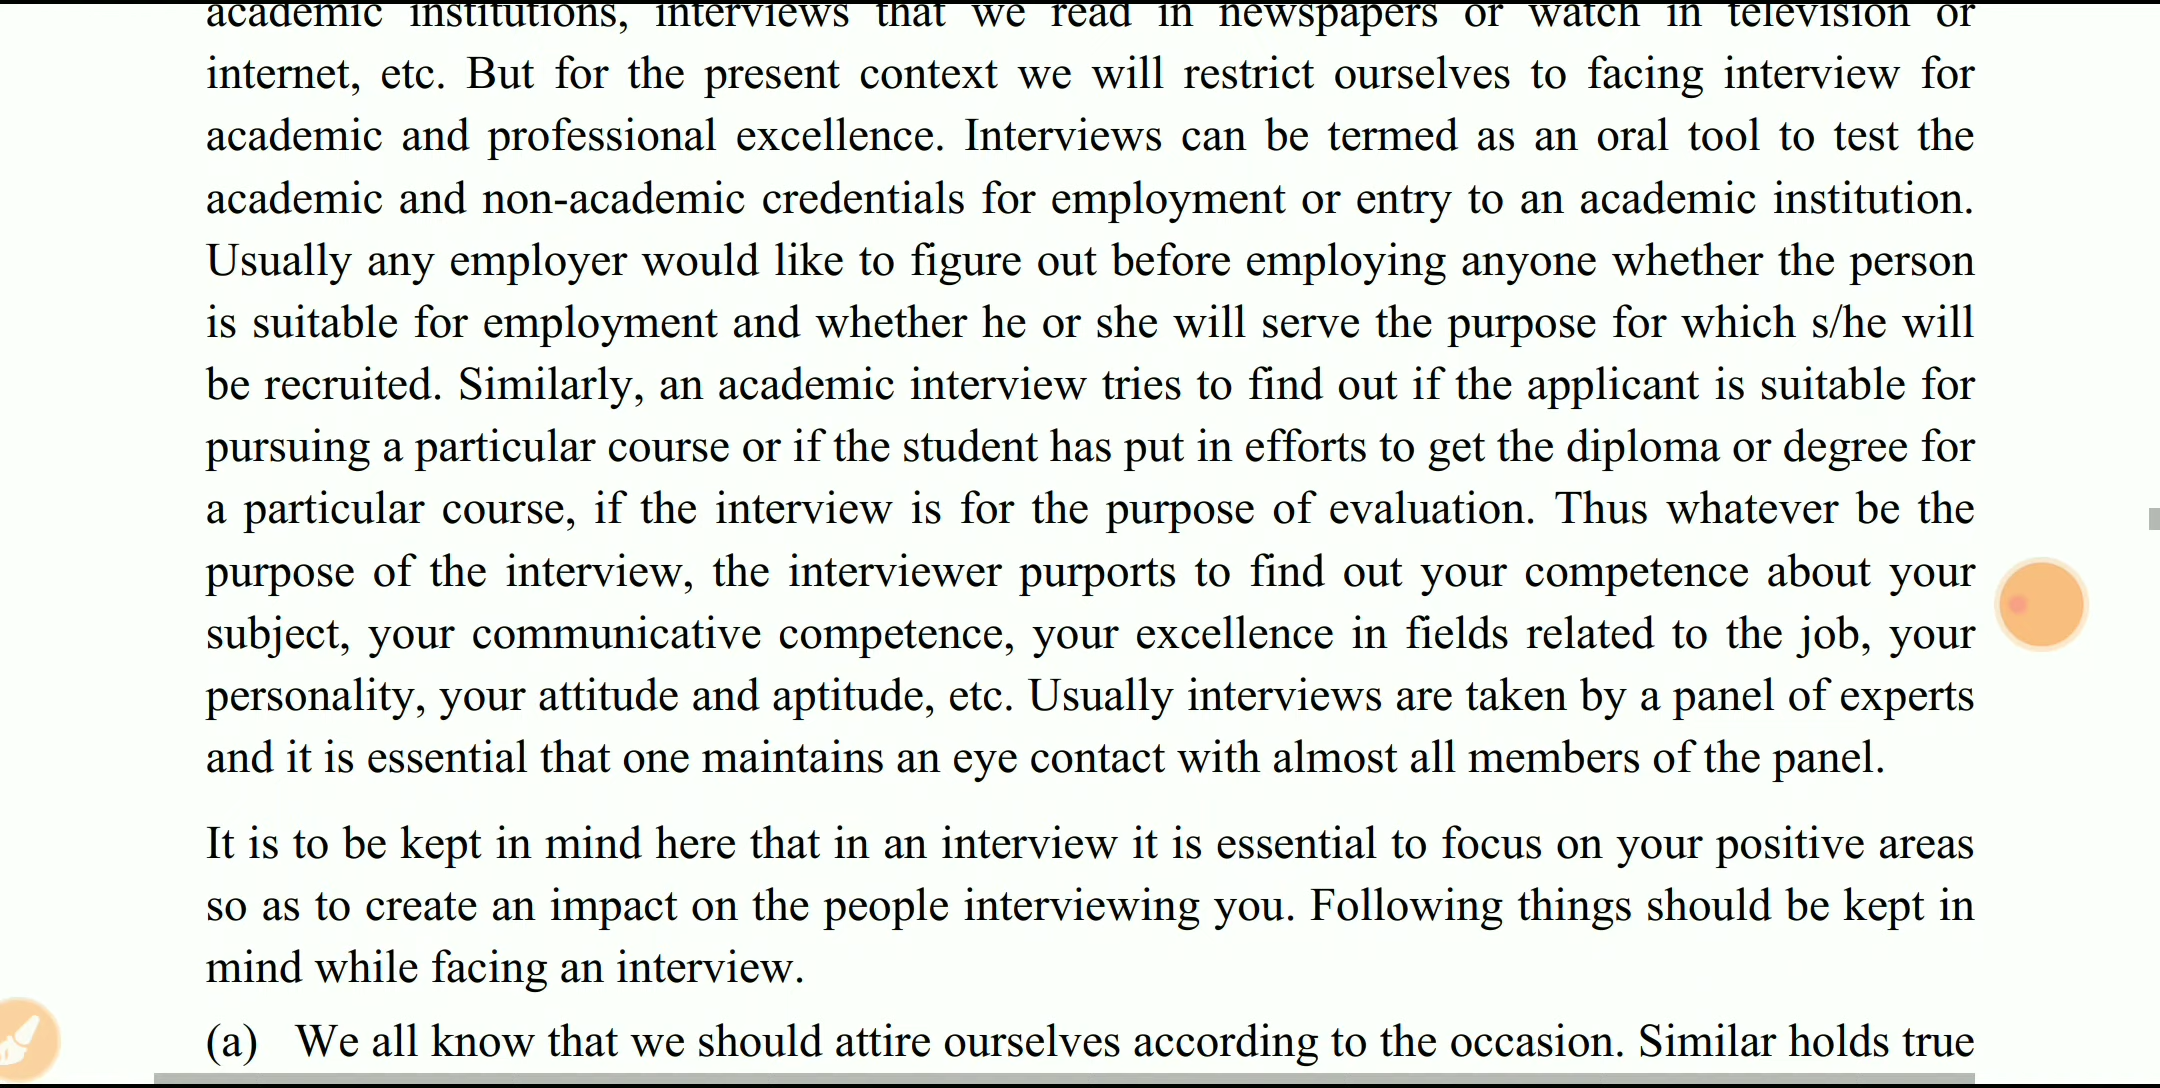 academic institutions, interviews that we read in newspapers or watch in television or
internet, etc. But for the present context we will restrict ourselves to facing interview for
academic and professional excellence. Interviews can be termed as an oral tool to test the
academic and non-academic credentials for employment or entry to an academic institution.
Usually any employer would like to figure out before employing anyone whether the person
is suitable for employment and whether he or she will serve the purpose for which s/he will
be recruited. Similarly, an academic interview tries to find out if the applicant is suitable for
pursuing a particular course or if the student has put in efforts to get the diploma or degree for
a particular course, if the interview is for the purpose of evaluation. Thus whatever be the
purpose of the interview, the interviewer purports to find out your competence about your
subject, your communicative competence, your excellence in fields related to the job, your
personality, your attitude and aptitude, etc. Usually interviews are taken by a panel of experts
and it is essential that one maintains an eye contact with almost all members of the panel.
It is to be kept in mind here that in an interview it is essential to focus on your positive areas
so as to create an impact on the people interviewing you. Following things should be kept in
mind while facing an interview.
(a) We all know that we should attire ourselves according to the occasion. Similar holds true